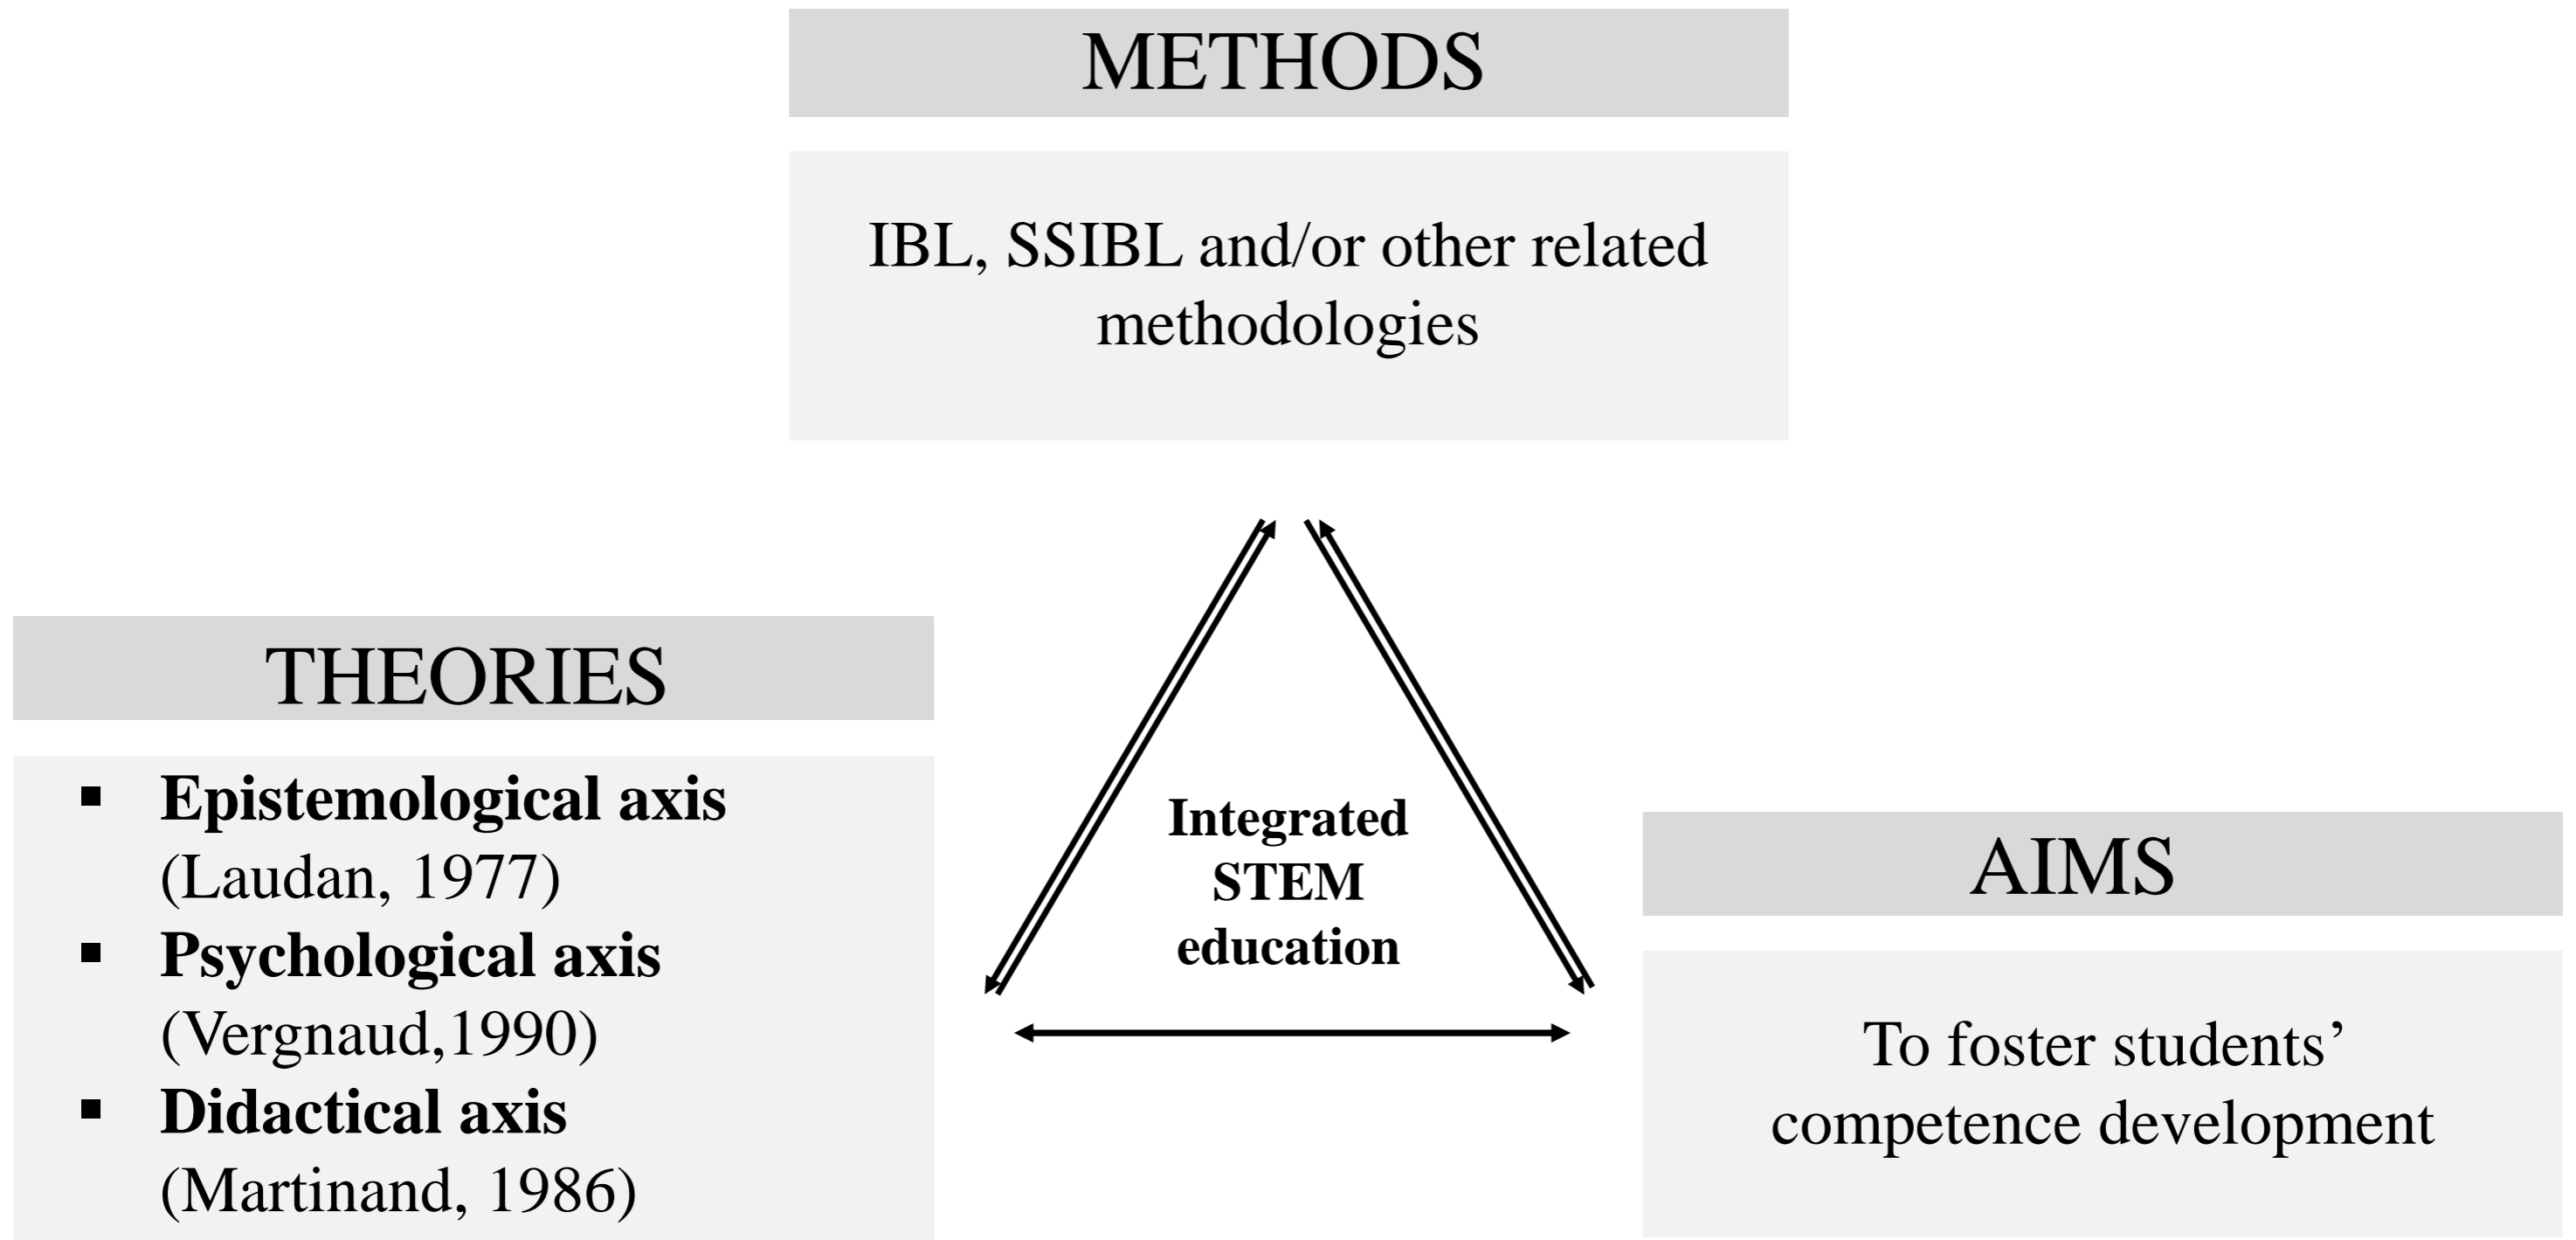 METHODS
IBL, SSIBL and/or other related
methodologies
THEORIES
▪ Epistemological axis
(Laudan, 1977)
▪ Psychological axis
(Vergnaud,1990)
▪ Didactical axis
(Martinand, 1986)
Integrated
STEM
education
AIMS
To foster students’
competence development